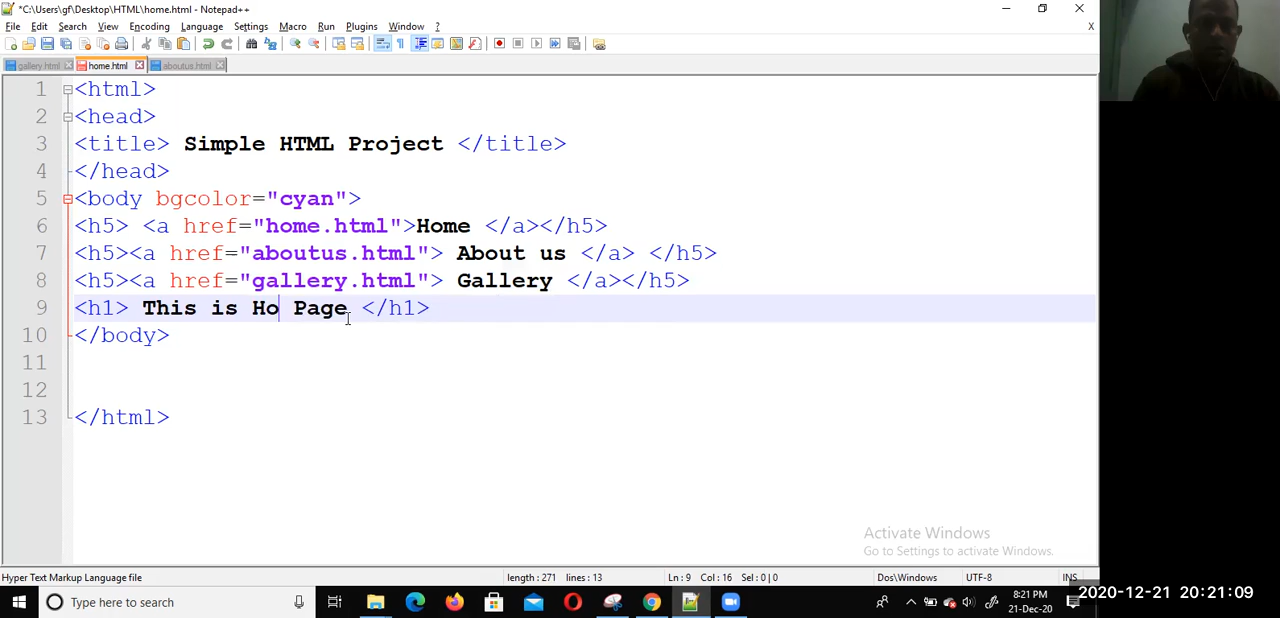 *C:\Users\gf\Desktop\HTML\home.html - Notepad++
File Edit Search View Encoding Language Settings Macro Run Plugins Window ? X
gallery.html home.html aboutus.html
1 <html>
2 <head>
3 <title> Simple HTML Project </title>
4 </head>
5 <body bgcolor="cyan">
6 <h5> <a href="home.html">Home </a></h5>
7 <h5><a href="aboutus.html"> About us </a> </h5>
8 <h5><a href="gallery.html"> Gallery </a></h5>
9 <h1> This is Ho Page </h1>
10 </body>
11
12
13 </html>
Activate Windows
Go to Settings to activate Windows.
Hyper Text Markup Language file length : 271 lines : 13 Ln : 9 Col : 16 Sel : 0 | 0 Dos\Windows UTF-8 INS
Type here to search 8:21 PM
21-Dec-20
2020-12-21 20:21:09